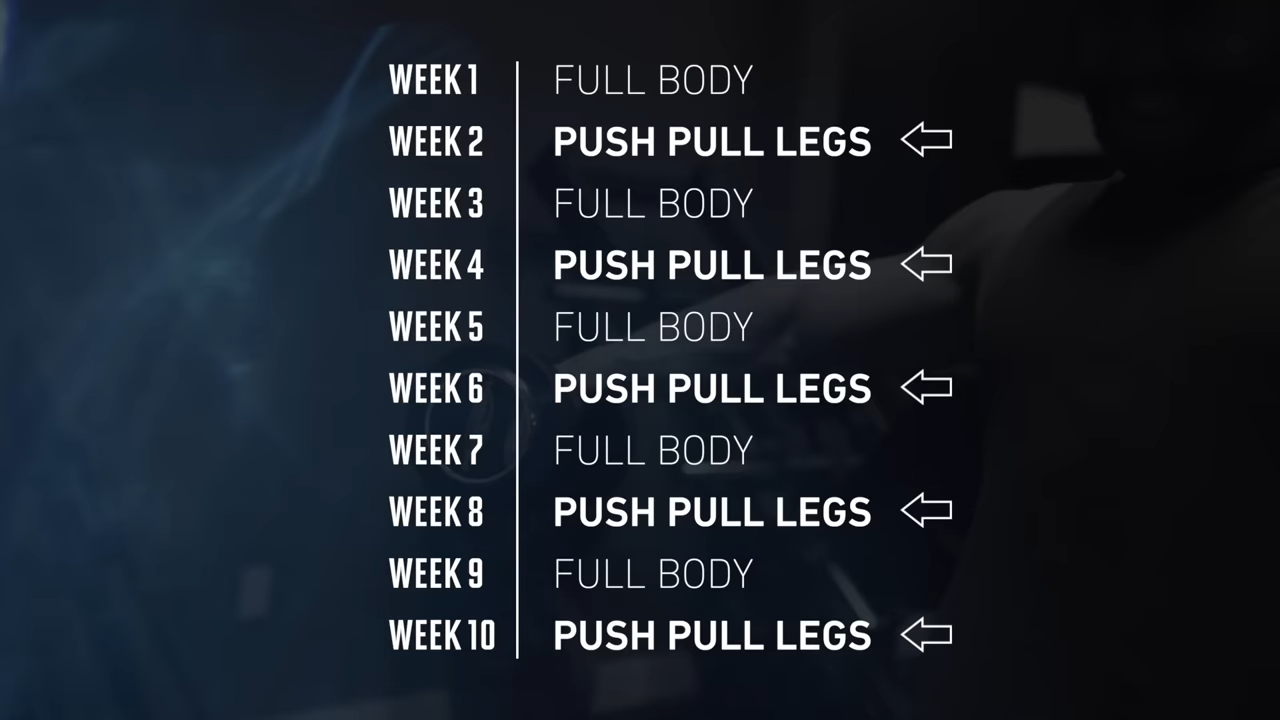 WEEK 1 FULL BODY
WEEK 2 PUSH PULL LEGS
WEEK 3 FULL BODY
WEEK 4 PUSH PULL LEGS
WEEK 5 FULL BODY
WEEK 6 PUSH PULL LEGS
WEEK 7 FULL BODY
WEEK 8 PUSH PULL LEGS
WEEK 9 FULL BODY
WEEK 10 PUSH PULL LEGS